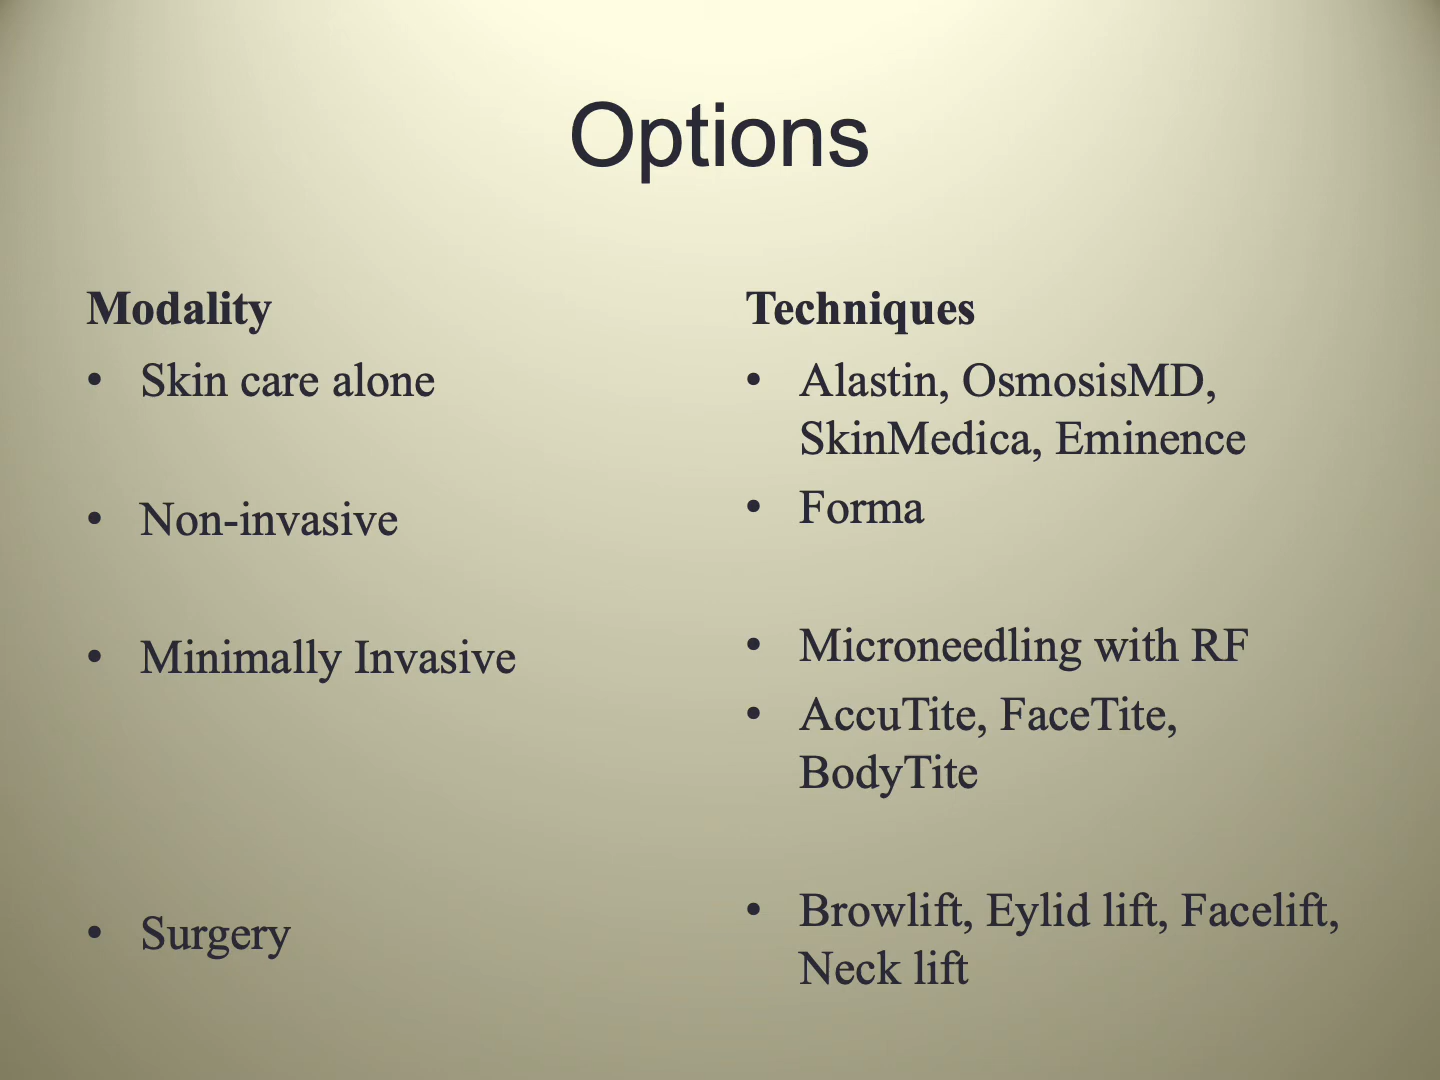 Options
Modality
• Skin care alone
• Non-invasive
• Minimally Invasive
• Surgery
Techniques
• Alastin, OsmosisMD,
SkinMedica, Eminence
• Forma
• Microneedling with RF
• AccuTite, FaceTite,
BodyTite
• Browlift, Eylid lift, Facelift,
Neck lift